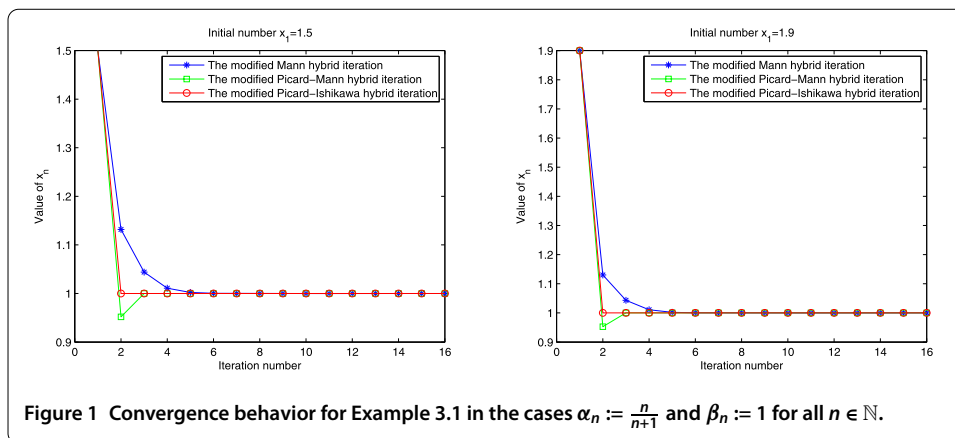 Initial number x_1=1.5
1.5
1.4
1.3
1.2
1.1
1
0.9
Value of x_n
0 2 4 6 8 10 12 14 16
Iteration number
The modified Mann hybrid iteration
The modified Picard−Mann hybrid iteration
The modified Picard−Ishikawa hybrid iteration
Initial number x_1=1.9
1.9
1.8
1.7
1.6
1.5
1.4
1.3
1.2
1.1
1
0.9
Value of x_n
0 2 4 6 8 10 12 14 16
Iteration number
The modified Mann hybrid iteration
The modified Picard−Mann hybrid iteration
The modified Picard−Ishikawa hybrid iteration
Figure 1 Convergence behavior for Example 3.1 in the cases α_n := n/(n+1) and β_n := 1 for all n ∈ ℕ.